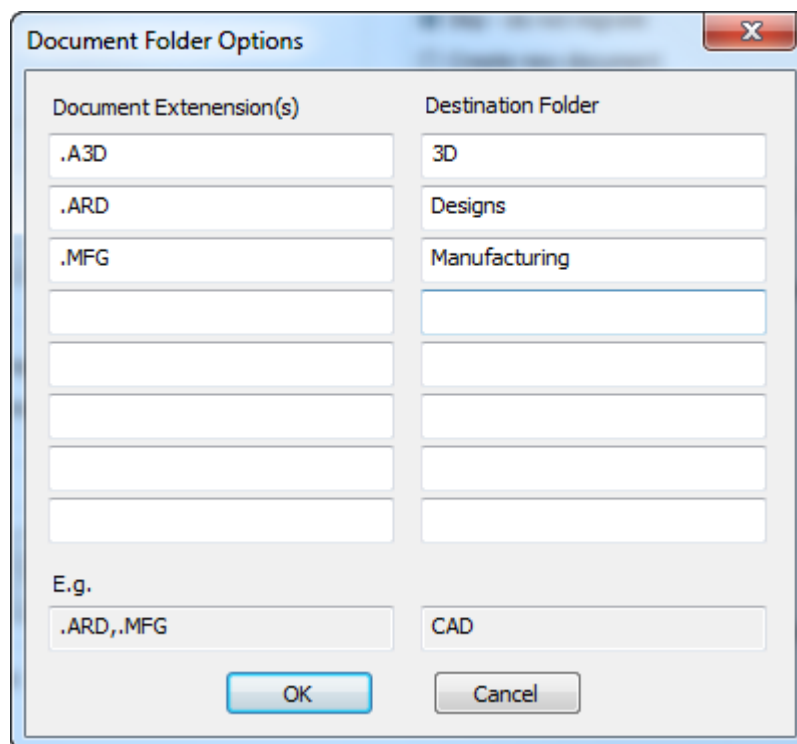 Document Folder Options
Document Extenension(s) Destination Folder
.A3D 3D
.ARD Designs
.MFG Manufacturing
E.g.
.ARD,.MFG CAD
OK Cancel